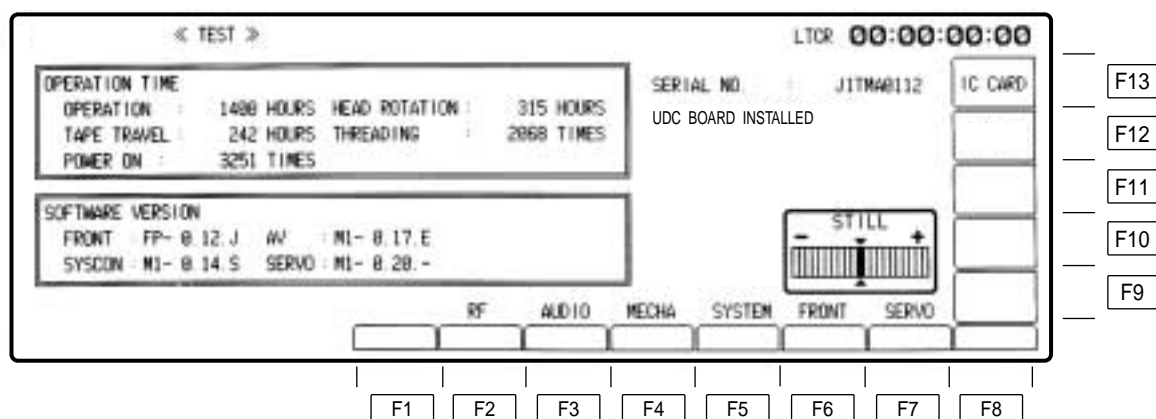 ≪ TEST ≫
LTCR 00:00:00:00
OPERATION TIME
OPERATION : 1400 HOURS HEAD ROTATION : 315 HOURS
TAPE TRAVEL : 242 HOURS THREADING : 2068 TIMES
POWER ON : 3251 TIMES
SERIAL NO. : J1TMA0112
UDC BOARD INSTALLED
SOFTWARE VERSION
FRONT : FP- 0.12.J AV : M1- 0.17.E
SYSCON : M1- 0.14.S SERVO : M1- 0.20.-
STILL
- +
IC CARD
RF AUDIO MECHA SYSTEM FRONT SERVO
F13
F12
F11
F10
F9
F1 F2 F3 F4 F5 F6 F7 F8